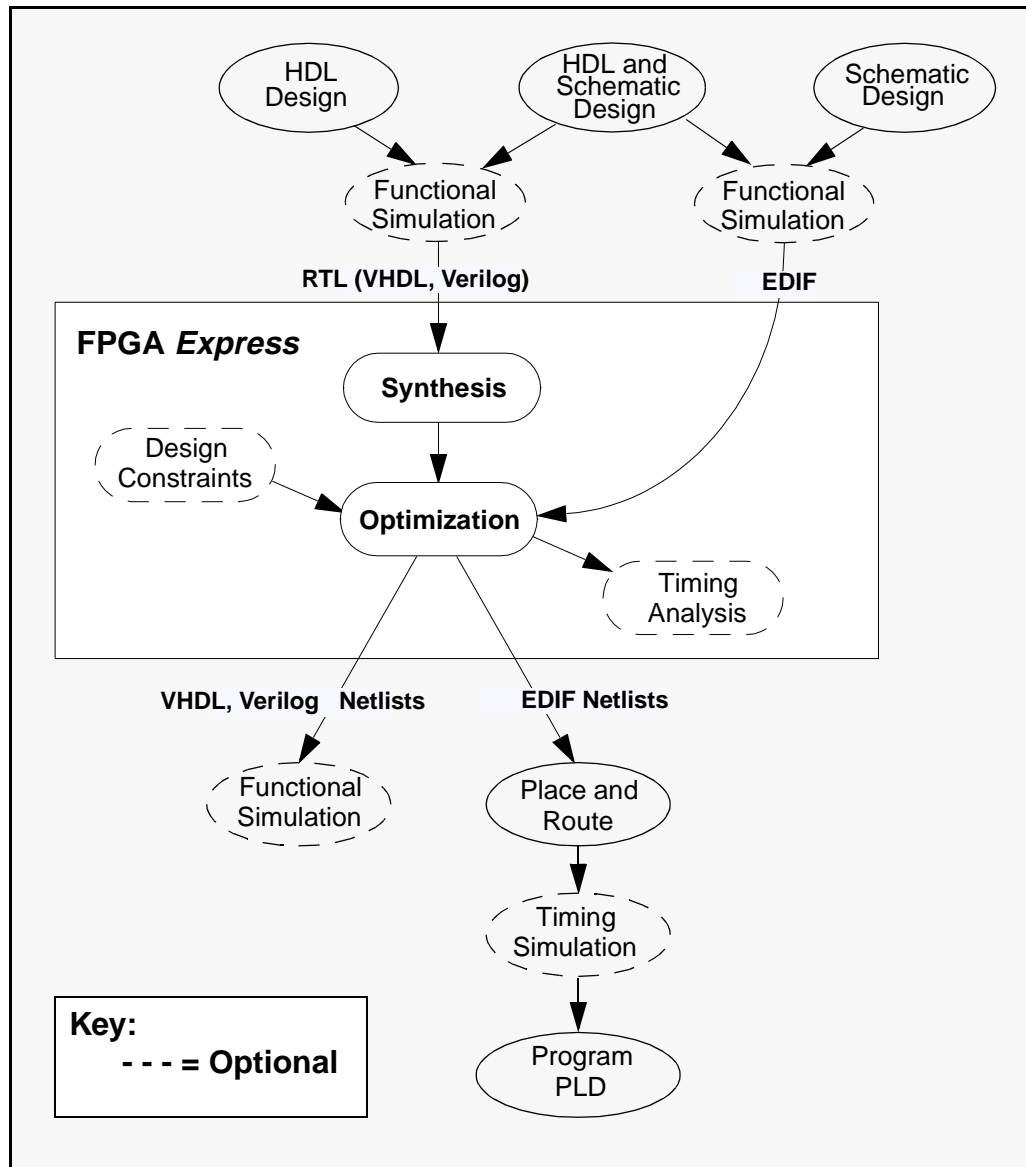 HDL
Design
HDL and
Schematic
Design
Schematic
Design
Functional
Simulation
Functional
Simulation
RTL (VHDL, Verilog)
EDIF
FPGA Express
Synthesis
Design
Constraints
Optimization
Timing
Analysis
VHDL, Verilog Netlists
EDIF Netlists
Functional
Simulation
Place and
Route
Timing
Simulation
Key:
- - - = Optional
Program
PLD